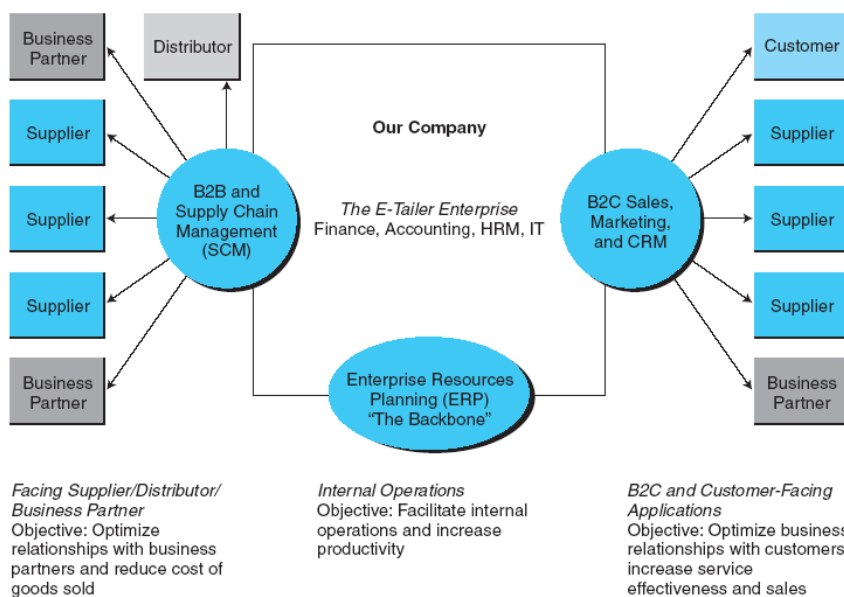 Business
Partner
Distributor
Customer
Supplier
Supplier
Our Company
B2B and
Supply Chain
Management
(SCM)
Supplier
The E-Tailer Enterprise
Finance, Accounting, HRM, IT
B2C Sales,
Marketing,
and CRM
Supplier
Supplier
Supplier
Business
Partner
Enterprise Resources
Planning (ERP)
“The Backbone”
Business
Partner
Facing Supplier/Distributor/
Business Partner
Objective: Optimize
relationships with business
partners and reduce cost of
goods sold
Internal Operations
Objective: Facilitate internal
operations and increase
productivity
B2C and Customer-Facing
Applications
Objective: Optimize business
relationships with customers
increase service
effectiveness and sales